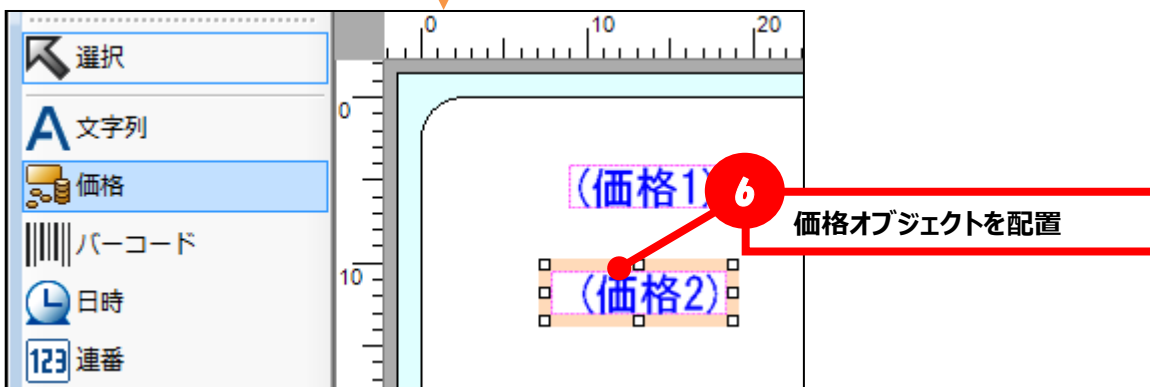 0 10 20
選択
文字列
0
価格
(価格1)
6
価格オブジェクトを配置
バーコード
10
(価格2)
日時
123 連番